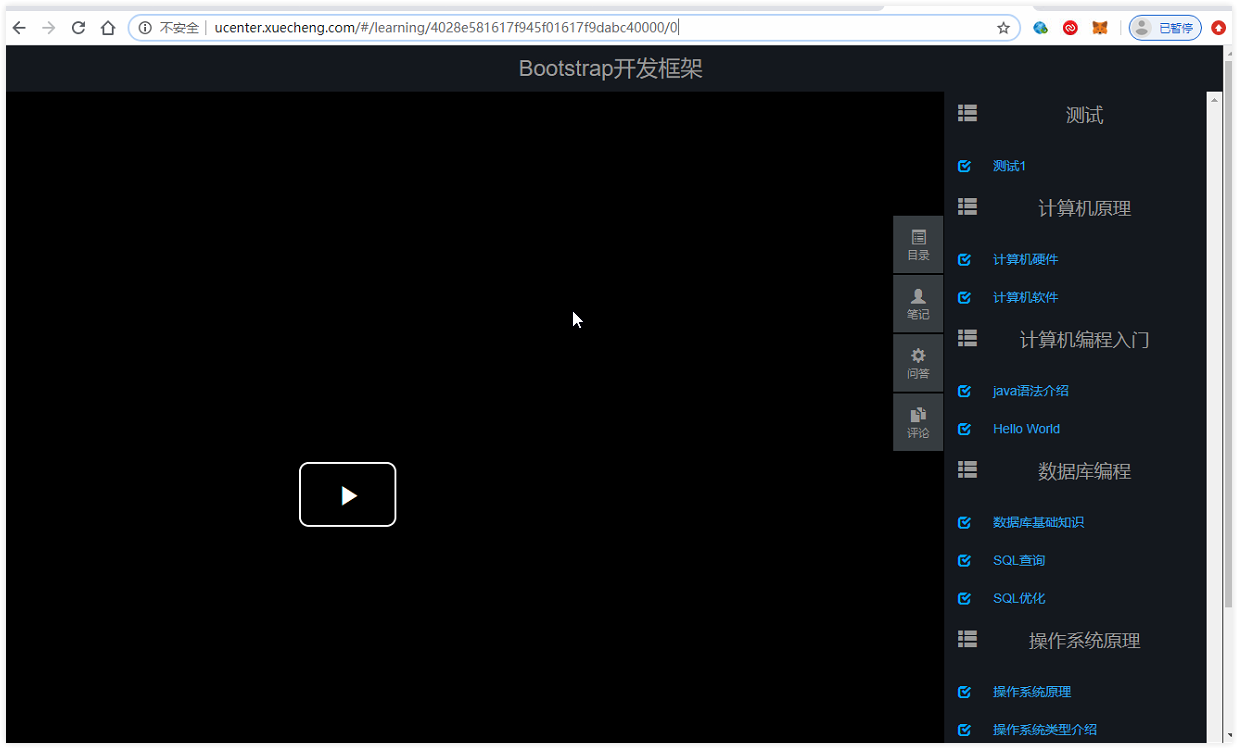 不安全
ucenter.xuecheng.com/#/learning/4028e581617f945f01617f9dabc40000/0
已暂停
Bootstrap开发框架
目录
笔记
问答
评论
测试
测试1
计算机原理
计算机硬件
计算机软件
计算机编程入门
java语法介绍
Hello World
数据库编程
数据库基础知识
SQL查询
SQL优化
操作系统原理
操作系统原理
操作系统类型介绍